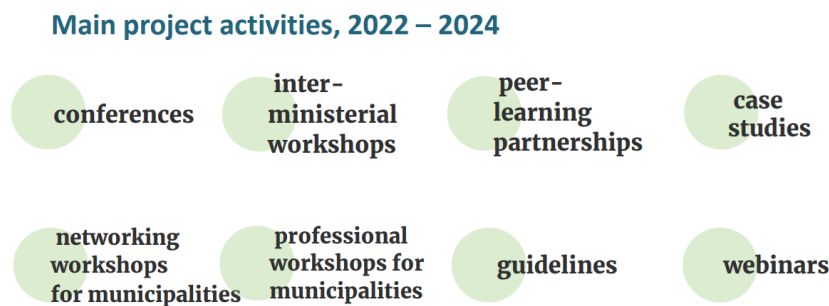 Main project activities, 2022 – 2024
conferences
inter-
ministerial
workshops
peer-
learning
partnerships
case
studies
networking
workshops
for municipalities
professional
workshops for
municipalities
guidelines
webinars